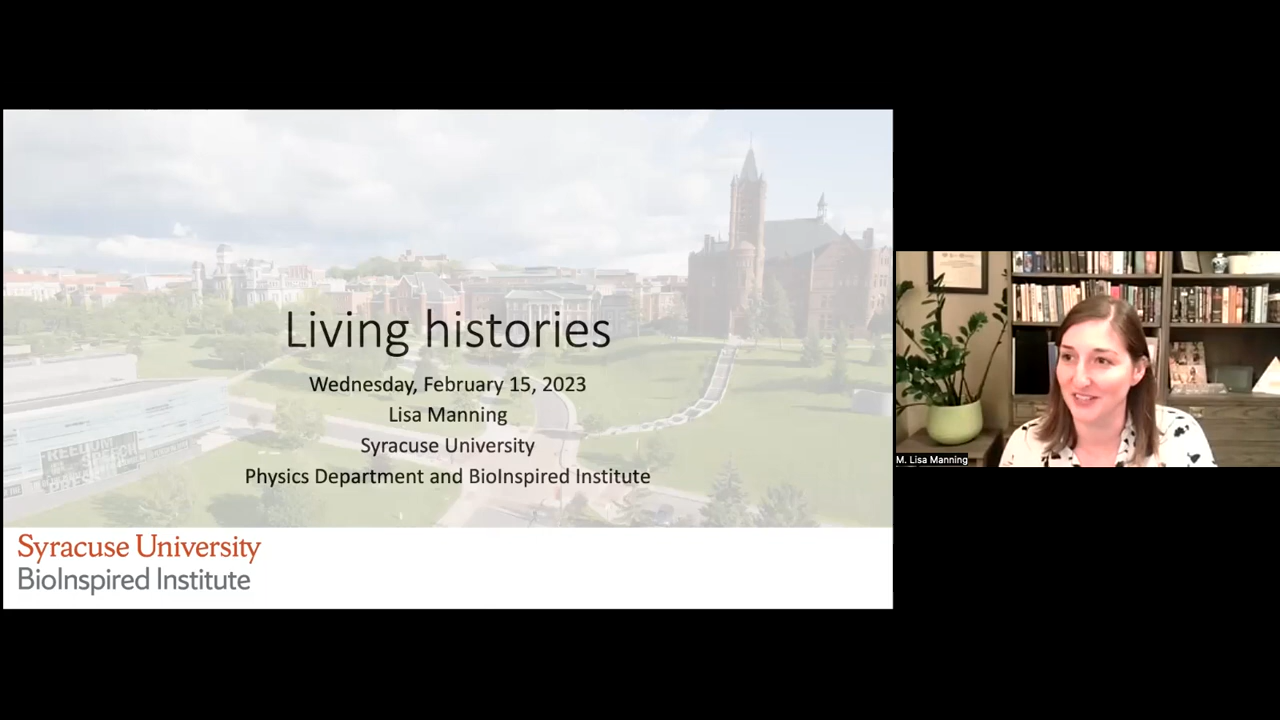 Living histories
Wednesday, February 15, 2023
Lisa Manning
Syracuse University
Physics Department and BioInspired Institute
Syracuse University
BioInspired Institute
M. Lisa Manning